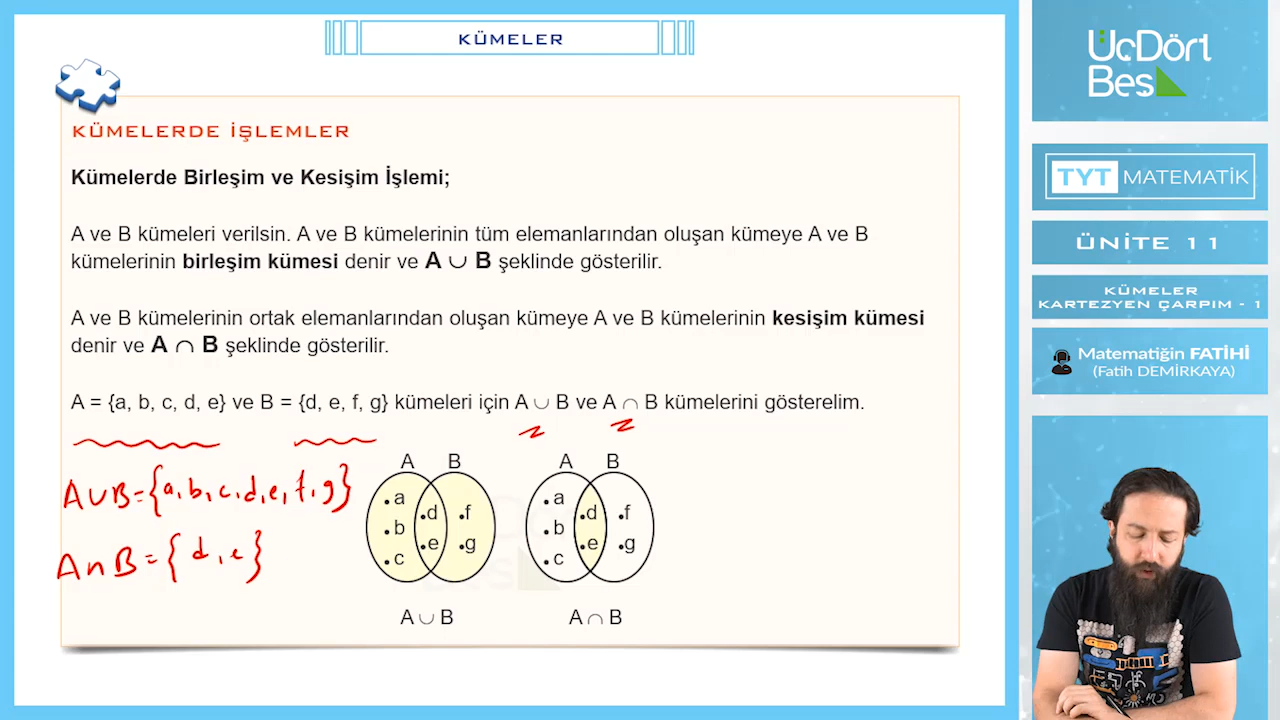 KÜMELER
KÜMELERDE İŞLEMLER
Kümelerde Birleşim ve Kesişim İşlemi;
A ve B kümeleri verilsin. A ve B kümelerinin tüm elemanlarından oluşan kümeye A ve B
kümelerinin birleşim kümesi denir ve A ∪ B şeklinde gösterilir.
A ve B kümelerinin ortak elemanlarından oluşan kümeye A ve B kümelerinin kesişim kümesi
denir ve A ∩ B şeklinde gösterilir.
A = {a, b, c, d, e} ve B = {d, e, f, g} kümeleri için A ∪ B ve A ∩ B kümelerini gösterelim.
A∪B={a,b,c,d,e,f,g}
A∩B={d,e}
A B
a
b
c
d
e
f
g
A ∪ B
A B
a
b
c
d
e
f
g
A ∩ B
ÜçDört
Beş
TYT MATEMATİK
ÜNİTE 11
KÜMELER
KARTEZYEN ÇARPIM - 1
Matematiğin FATİHİ
(Fatih DEMİRKAYA)